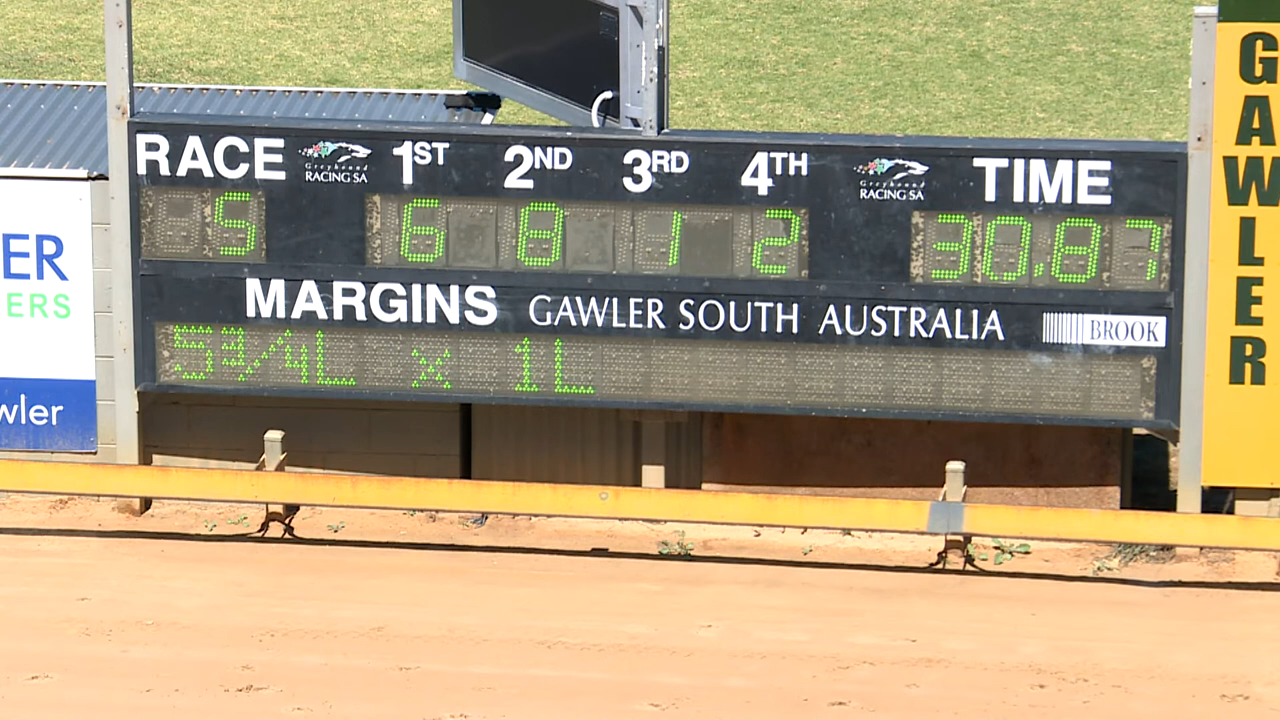 RACE Greyhound RACING SA 1ST 2ND 3RD 4TH Greyhound RACING SA TIME
5 6 8 1 2 30.87
MARGINS GAWLER SOUTH AUSTRALIA BROOK
5 3/4L x 1L
ER
ERS
wler
GAWLER